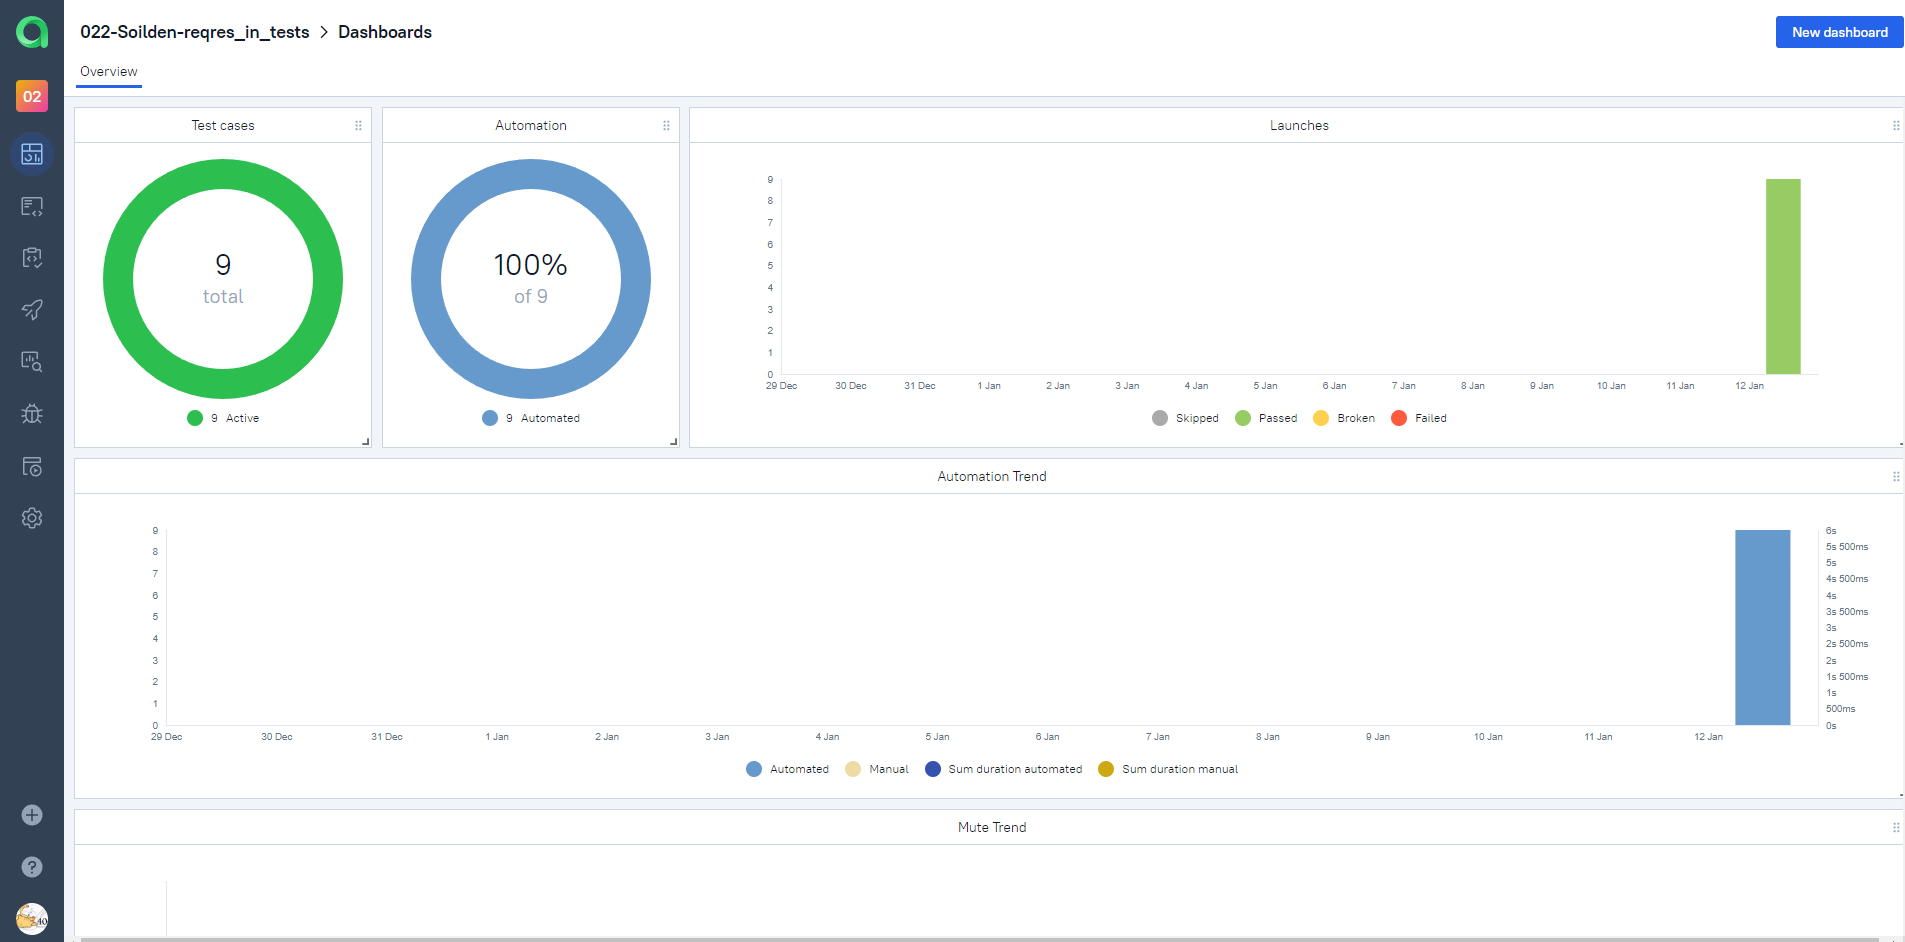 022-Soilden-reqres_in_tests > Dashboards
New dashboard
Overview
02
Test cases
9
total
9 Active
Automation
100%
of 9
9 Automated
Launches
9
8
7
6
5
4
3
2
1
0
29 Dec 30 Dec 31 Dec 1 Jan 2 Jan 3 Jan 4 Jan 5 Jan 6 Jan 7 Jan 8 Jan 9 Jan 10 Jan 11 Jan 12 Jan
Skipped Passed Broken Failed
Automation Trend
9
8
7
6
5
4
3
2
1
0
6s
5s 500ms
5s
4s 500ms
4s
3s 500ms
3s
2s 500ms
2s
1s 500ms
1s
500ms
0s
29 Dec 30 Dec 31 Dec 1 Jan 2 Jan 3 Jan 4 Jan 5 Jan 6 Jan 7 Jan 8 Jan 9 Jan 10 Jan 11 Jan 12 Jan
Automated Manual Sum duration automated Sum duration manual
Mute Trend
?